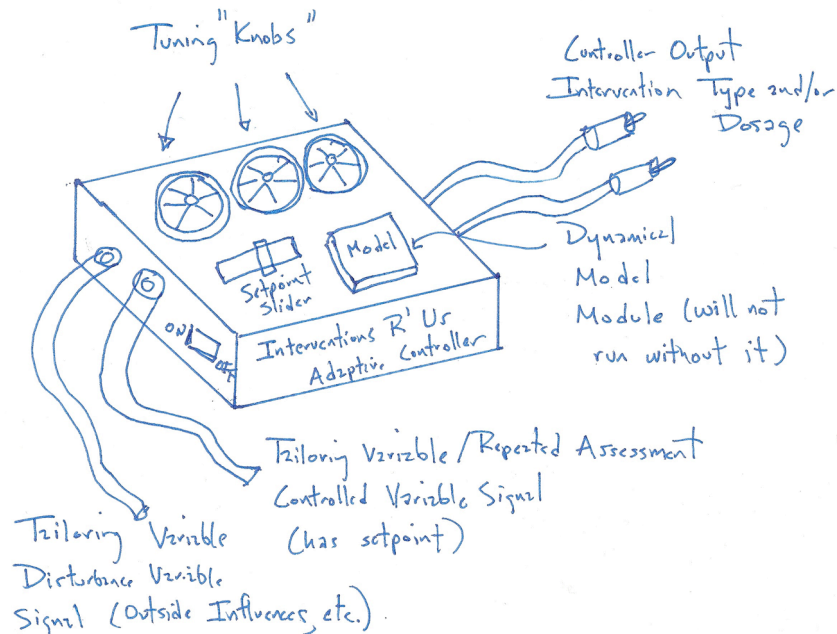 Tuning "Knobs"
Controller Output
Intervention Type and/or
Dosage
Model
Setpoint
Slider
Dynamical
Model
Module (will not
run without it)
ON
OFF
Interventions R' Us
Adaptive Controller
Tailoring Variable / Repeated Assessment
Controlled Variable Signal
(has setpoint)
Tailoring Variable
Disturbance Variable
Signal (Outside Influences, etc.)